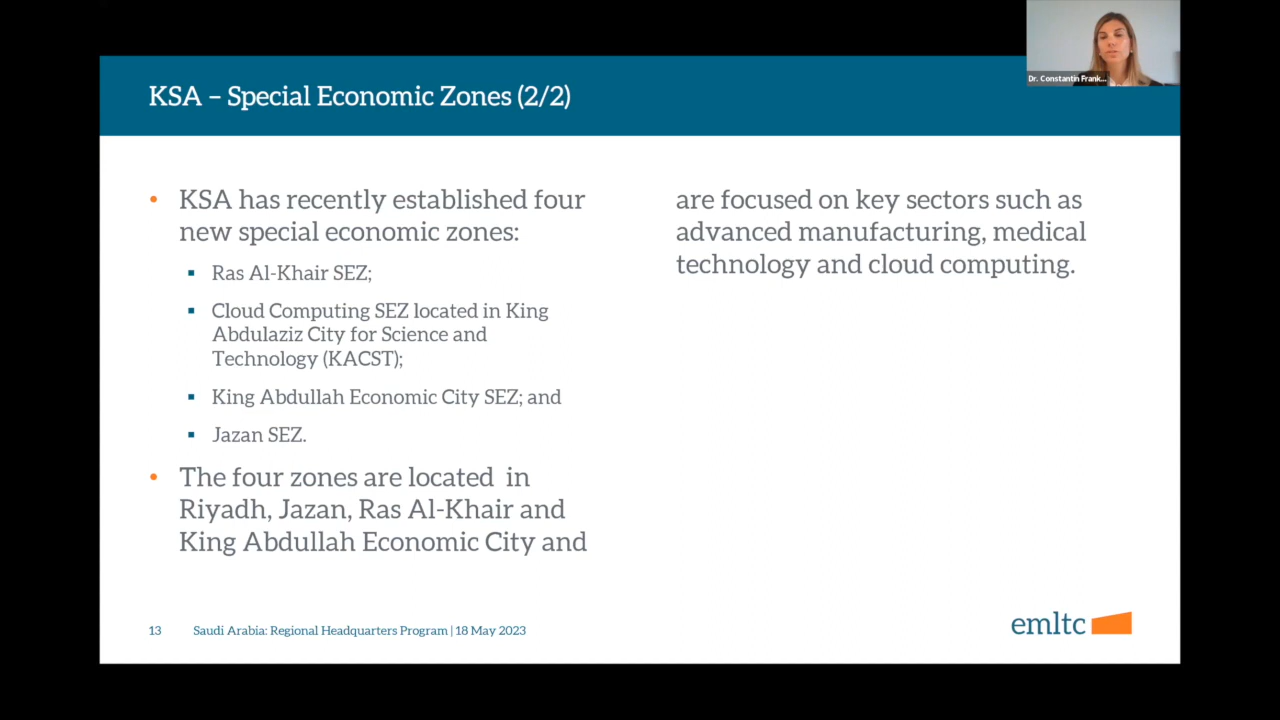 Dr. Constantin Frank...
KSA – Special Economic Zones (2/2)
• KSA has recently established four
new special economic zones:
▪ Ras Al-Khair SEZ;
▪ Cloud Computing SEZ located in King
Abdulaziz City for Science and
Technology (KACST);
▪ King Abdullah Economic City SEZ; and
▪ Jazan SEZ.
• The four zones are located in
Riyadh, Jazan, Ras Al-Khair and
King Abdullah Economic City and
are focused on key sectors such as
advanced manufacturing, medical
technology and cloud computing.
13 Saudi Arabia: Regional Headquarters Program | 18 May 2023
emltc